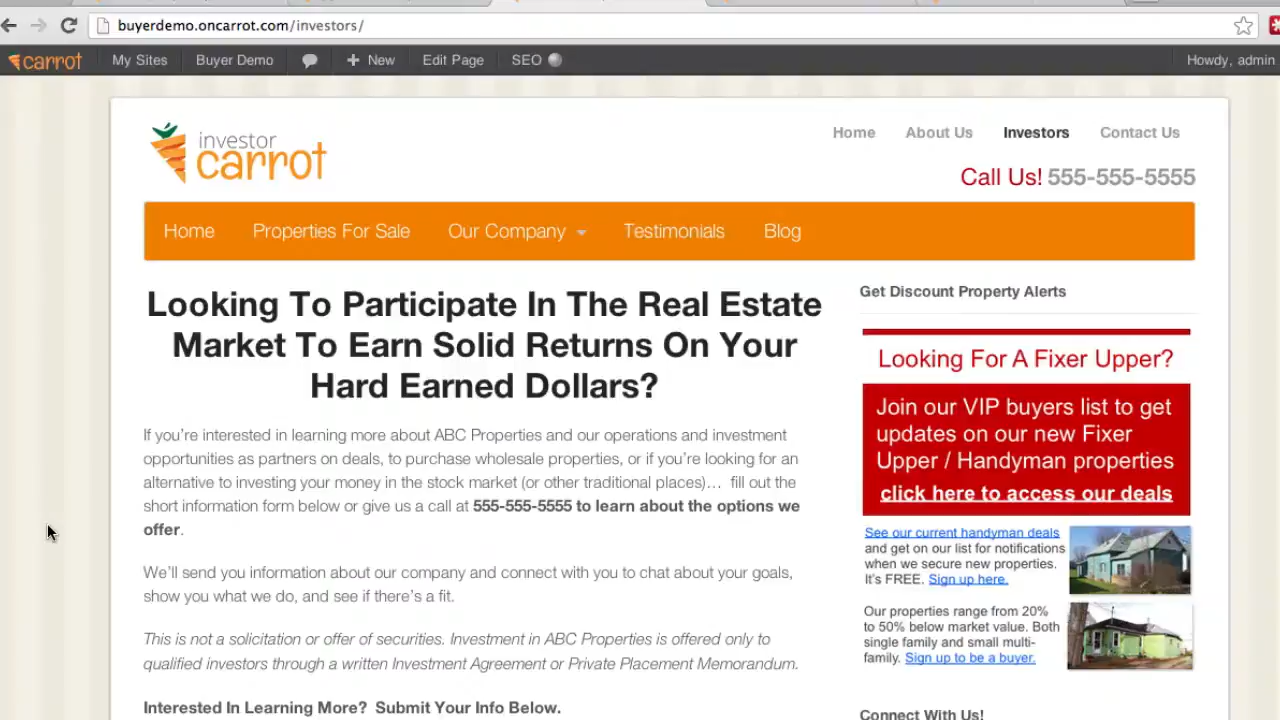 buyerdemo.oncarrot.com/investors/
carrot My Sites Buyer Demo New Edit Page SEO Howdy, admin
investor
carrot
Home About Us Investors Contact Us
Call Us! 555-555-5555
Home Properties For Sale Our Company Testimonials Blog
Looking To Participate In The Real Estate
Market To Earn Solid Returns On Your
Hard Earned Dollars?
If you're interested in learning more about ABC Properties and our operations and investment
opportunities as partners on deals, to purchase wholesale properties, or if you're looking for an
alternative to investing your money in the stock market (or other traditional places)… fill out the
short information form below or give us a call at 555-555-5555 to learn about the options we
offer.
We'll send you information about our company and connect with you to chat about your goals,
show you what we do, and see if there's a fit.
This is not a solicitation or offer of securities. Investment in ABC Properties is offered only to
qualified investors through a written Investment Agreement or Private Placement Memorandum.
Interested In Learning More? Submit Your Info Below.
Get Discount Property Alerts
Looking For A Fixer Upper?
Join our VIP buyers list to get
updates on our new Fixer
Upper / Handyman properties
click here to access our deals
See our current handyman deals
and get on our list for notifications
when we secure new properties.
It's FREE. Sign up here.
Our properties range from 20%
to 50% below market value. Both
single family and small multi-
family. Sign up to be a buyer.
Connect With Us!